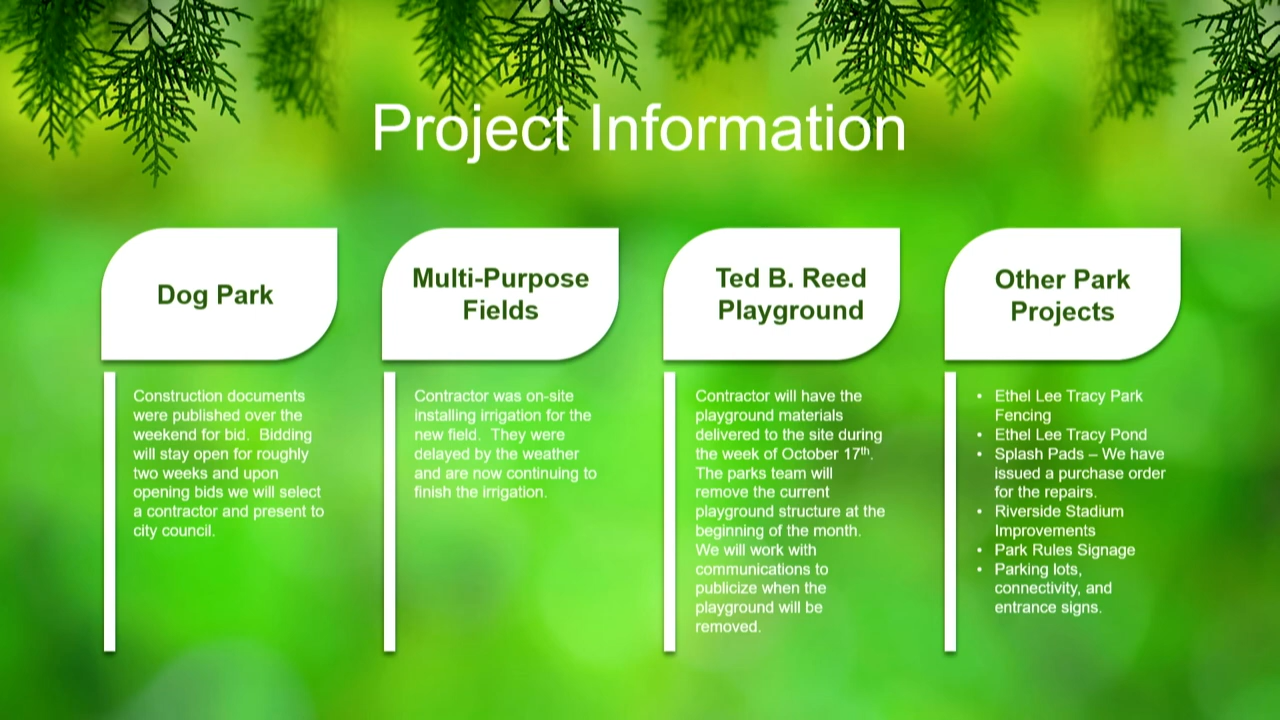 Project Information
Dog Park
Construction documents
were published over the
weekend for bid.  Bidding
will stay open for roughly
two weeks and upon
opening bids we will select
a contractor and present to
city council.
Multi-Purpose
Fields
Contractor was on-site
installing irrigation for the
new field.  They were
delayed by the weather
and are now continuing to
finish the irrigation.
Ted B. Reed
Playground
Contractor will have the
playground materials
delivered to the site during
the week of October 17th.
The parks team will
remove the current
playground structure at the
beginning of the month.
We will work with
communications to
publicize when the
playground will be
removed.
Other Park
Projects
• Ethel Lee Tracy Park
Fencing
• Ethel Lee Tracy Pond
• Splash Pads – We have
issued a purchase order
for the repairs.
• Riverside Stadium
Improvements
• Park Rules Signage
• Parking lots,
connectivity, and
entrance signs.